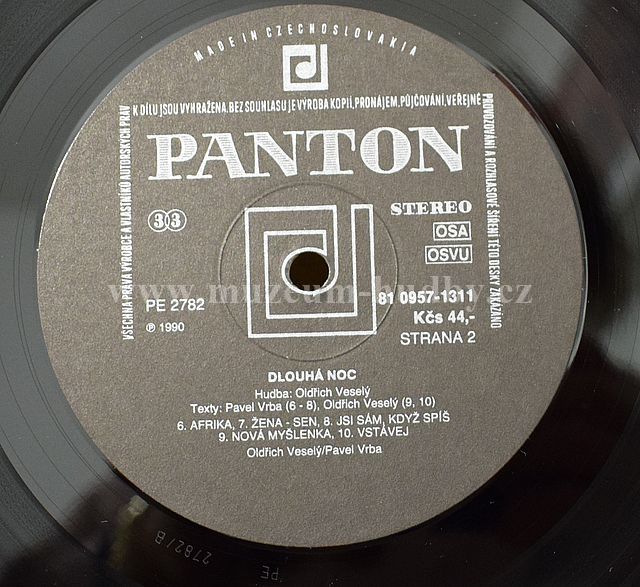 MADE IN CZECHOSLOVAKIA
VŠECHNA PRÁVA VÝROBCE A VLASTNÍKŮ AUTORSKÝCH PRÁV
K DÍLU JSOU VYHRAŽENA. BEZ SOUHLASU JE VÝROBA KOPIÍ, PRONÁJEM, PŮJČOVÁNÍ, VEŘEJNÉ
PROVOZOVÁNÍ A ROZHLASOVÉ ŠÍŘENÍ TÉTO DESKY ZAKÁZÁNO
PANTON
33
STEREO
OSA
OSVU
www.muzeum-hudby.cz
PE 2782
81 0957-1311
℗ 1990
Kčs 44,-
STRANA 2
DLOUHÁ NOC
Hudba: Oldřich Veselý
Texty: Pavel Vrba (6 - 8), Oldřich Veselý (9, 10)
6. AFRIKA, 7. ŽENA - SEN, 8. JSI SÁM, KDYŽ SPÍŠ
9. NOVÁ MYŠLENKA, 10. VSTÁVEJ
Oldřich Veselý/Pavel Vrba
PE 2782/B